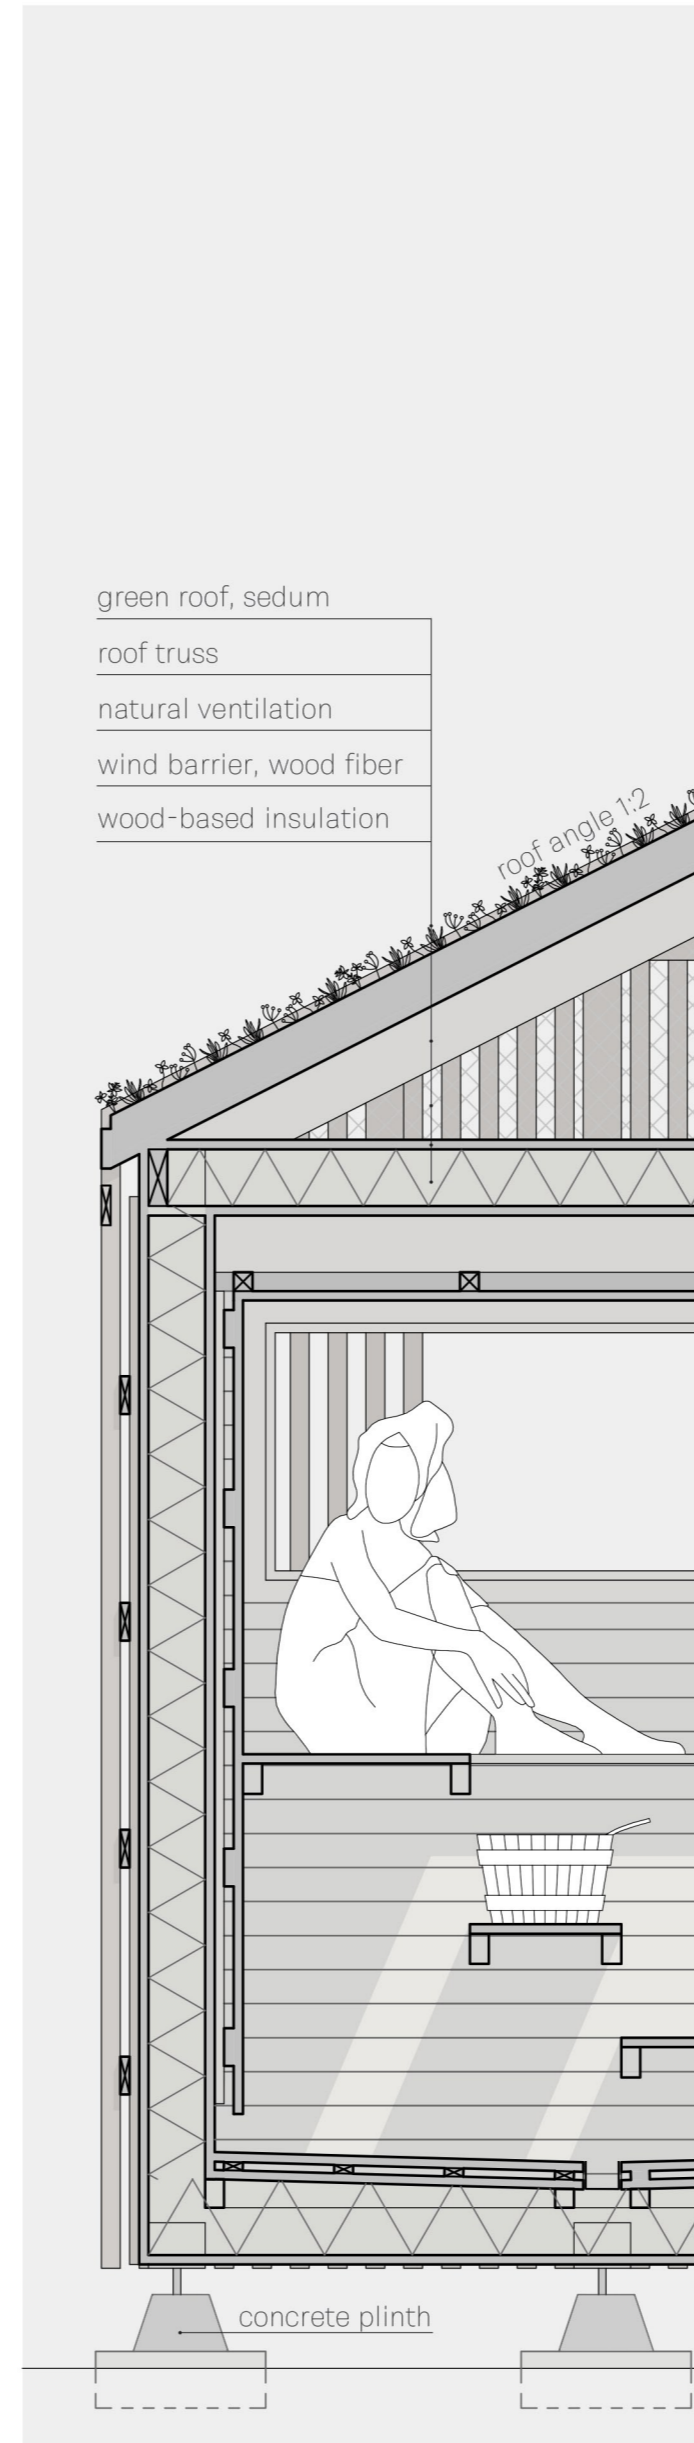 green roof, sedum
roof truss
natural ventilation
wind barrier, wood fiber
wood-based insulation
roof angle 1:2
concrete plinth